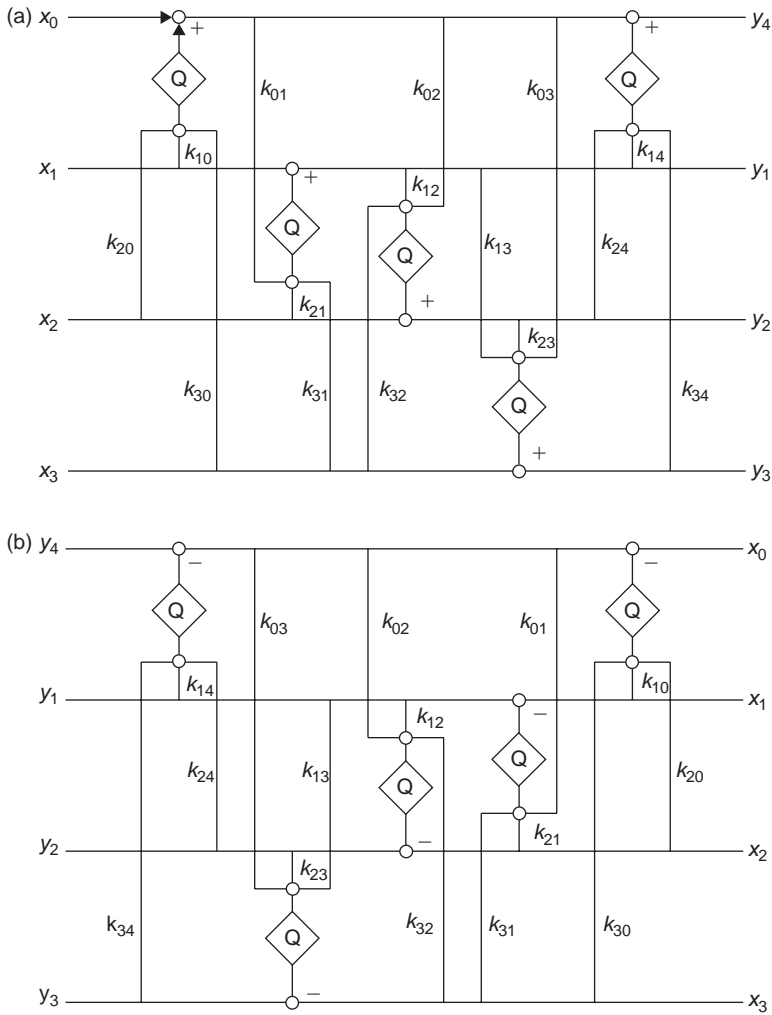 (a) x0 + y4
Q Q +
k01 k02 k03
k10 k14
x1 + y1
k12
Q Q
k20 k13 k24
+
x2 k21 y2
k23
k30 k31 k32 Q k34
+
x3 y3
(b) y4 − − x0
Q Q
k03 k02 k01
k14 k10
y1 − x1
k12
Q
k24 k13 Q k20
−
y2 k21 x2
k23
k34 Q k32 k31 k30
y3 − x3